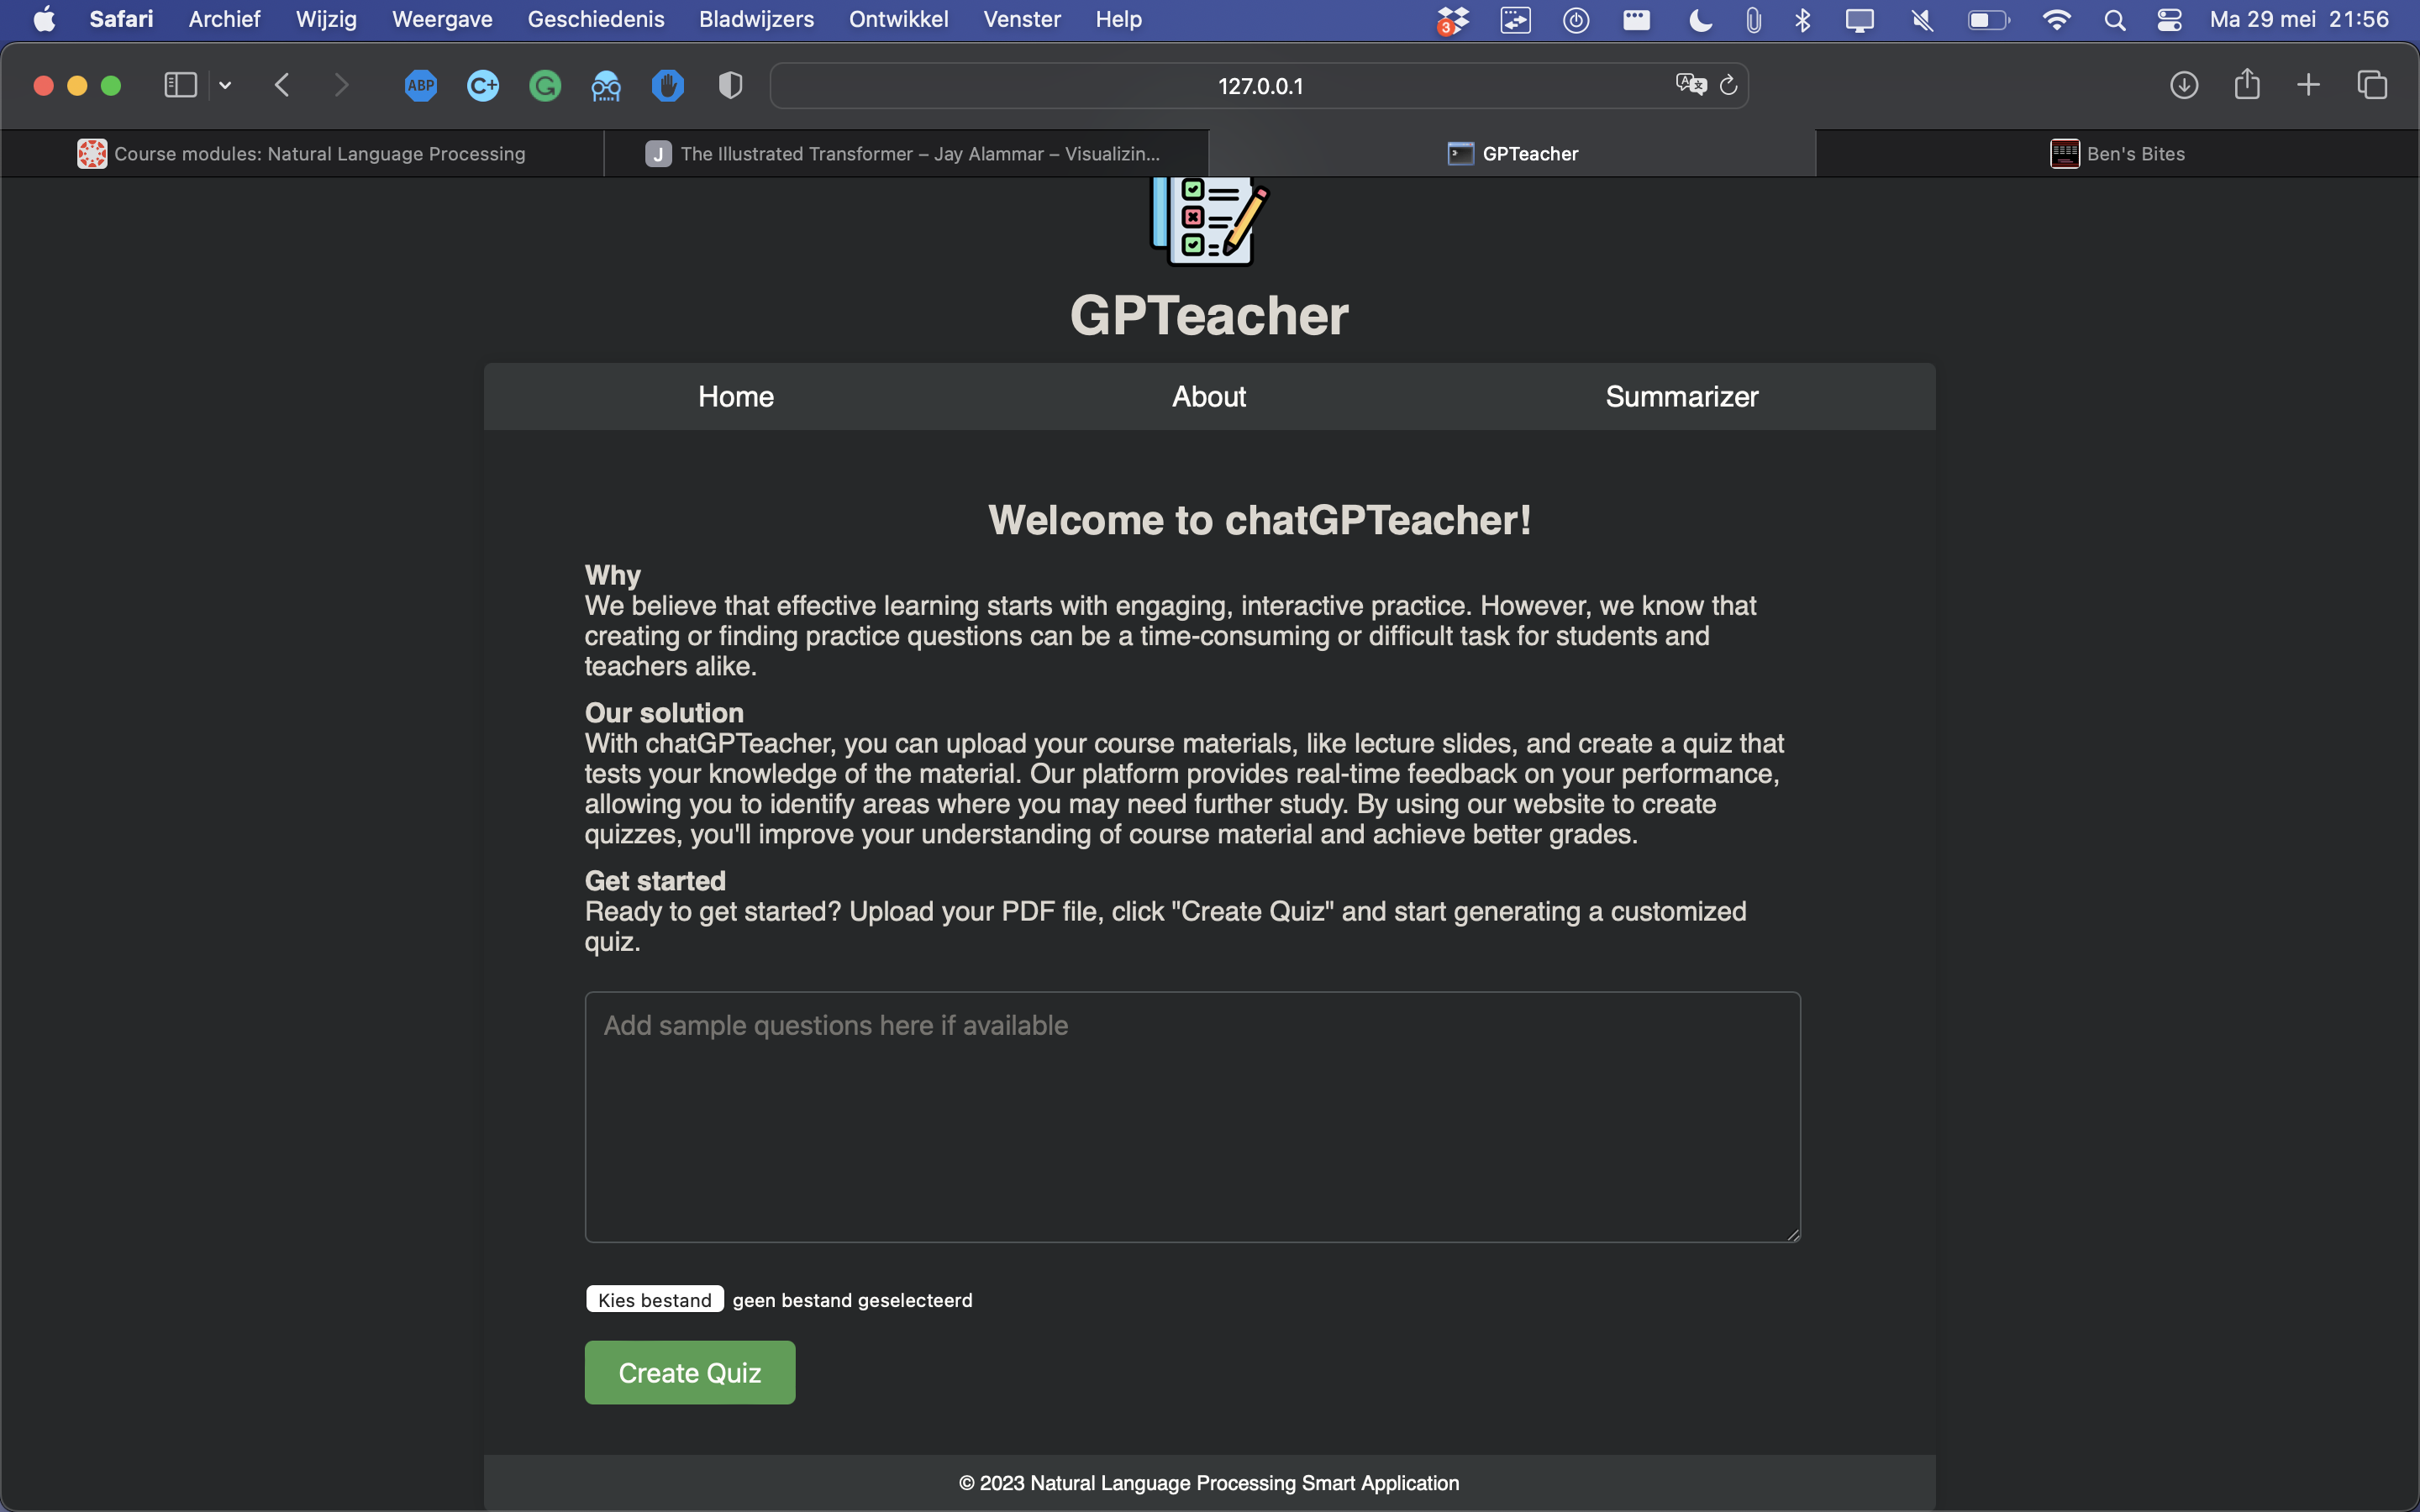 Safari Archief Wijzig Weergave Geschiedenis Bladwijzers Ontwikkel Venster Help 3 Ma 29 mei 21:56
ABP C+ G 127.0.0.1
Course modules: Natural Language Processing J The Illustrated Transformer – Jay Alammar – Visualizin... GPTeacher Ben's Bites
GPTeacher
Home About Summarizer
Welcome to chatGPTeacher!
Why
We believe that effective learning starts with engaging, interactive practice. However, we know that
creating or finding practice questions can be a time-consuming or difficult task for students and
teachers alike.
Our solution
With chatGPTeacher, you can upload your course materials, like lecture slides, and create a quiz that
tests your knowledge of the material. Our platform provides real-time feedback on your performance,
allowing you to identify areas where you may need further study. By using our website to create
quizzes, you'll improve your understanding of course material and achieve better grades.
Get started
Ready to get started? Upload your PDF file, click "Create Quiz" and start generating a customized
quiz.
Add sample questions here if available
Kies bestand geen bestand geselecteerd
Create Quiz
© 2023 Natural Language Processing Smart Application